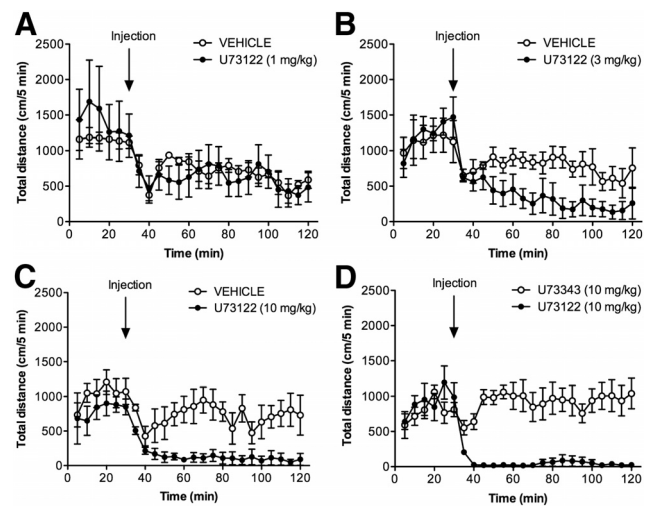 A
Injection
VEHICLE
U73122 (1 mg/kg)
Total distance (cm/5 min)
2500
2000
1500
1000
500
0
0 20 40 60 80 100 120
Time (min)
B
Injection
VEHICLE
U73122 (3 mg/kg)
Total distance (cm/5 min)
2500
2000
1500
1000
500
0
0 20 40 60 80 100 120
Time (min)
C
Injection
VEHICLE
U73122 (10 mg/kg)
Total distance (cm/5 min)
2500
2000
1500
1000
500
0
0 20 40 60 80 100 120
Time (min)
D
Injection
U73343 (10 mg/kg)
U73122 (10 mg/kg)
Total distance (cm/5 min)
2500
2000
1500
1000
500
0
0 20 40 60 80 100 120
Time (min)